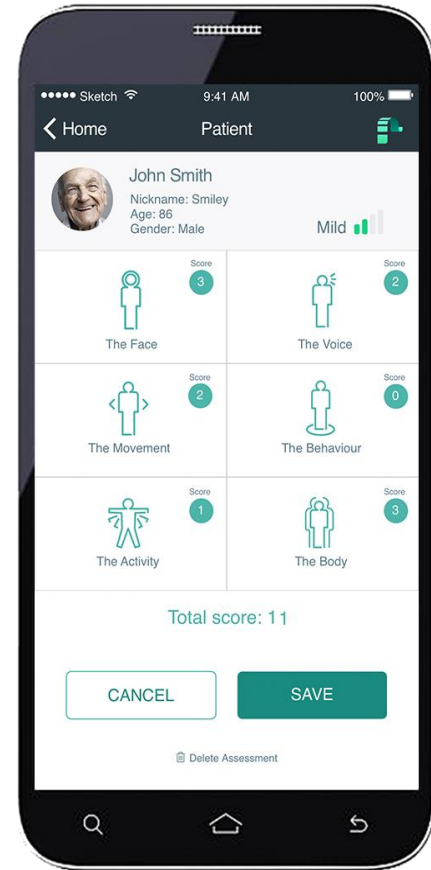 Sketch 9:41 AM 100%
Home Patient
John Smith
Nickname: Smiley
Age: 86
Gender: Male
Mild
Score
3
The Face
Score
2
The Voice
Score
2
The Movement
Score
0
The Behaviour
Score
1
The Activity
Score
3
The Body
Total score: 11
CANCEL SAVE
Delete Assessment